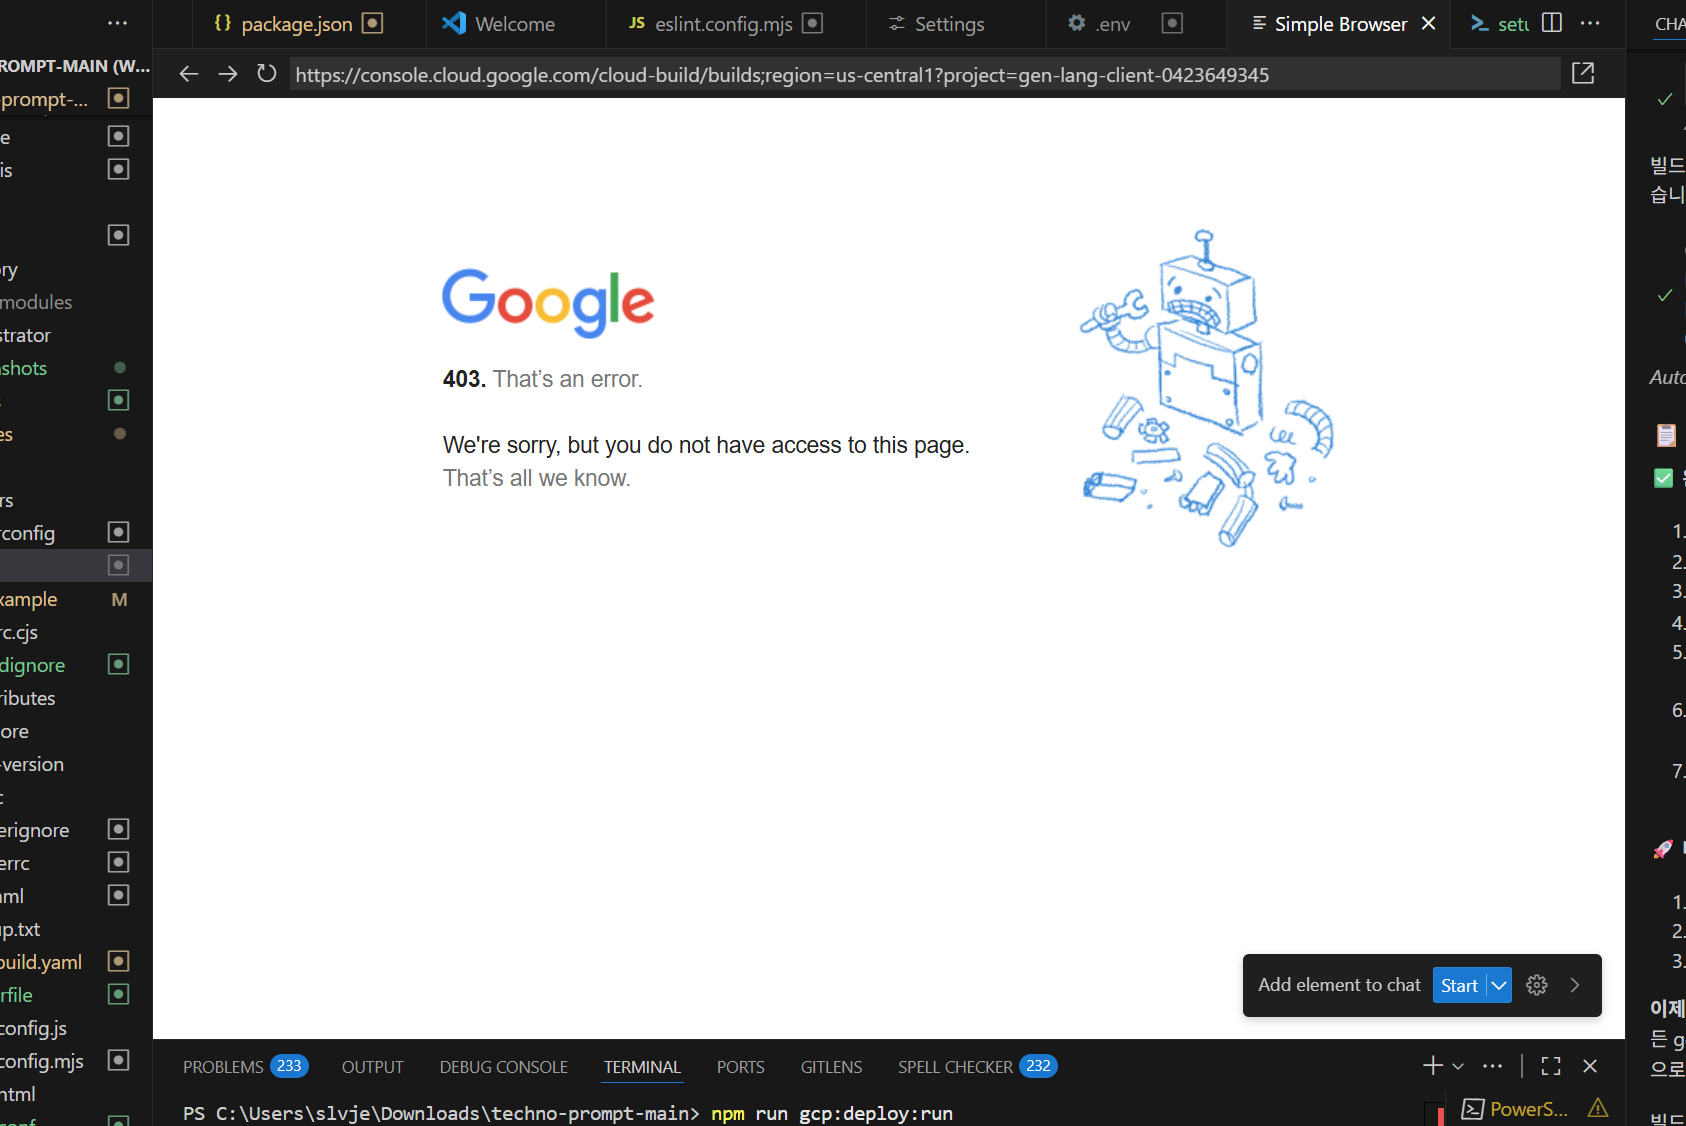 package.json
Welcome
JS eslint.config.mjs
Settings
.env
Simple Browser
setu
CHA
ROMPT-MAIN (W...
-prompt-...
e
is
ry
modules
strator
shots
es
rs
rconfig
xample M
rc.cjs
dignore
ributes
ore
-version
c
erignore
errc
ml
up.txt
build.yaml
rfile
config.js
config.mjs
html
https://console.cloud.google.com/cloud-build/builds;region=us-central1?project=gen-lang-client-0423649345
Google
403. That’s an error.
We're sorry, but you do not have access to this page.
That’s all we know.
Add element to chat Start
PROBLEMS 233
OUTPUT
DEBUG CONSOLE
TERMINAL
PORTS
GITLENS
SPELL CHECKER 232
PS C:\Users\slvje\Downloads\techno-prompt-main> npm run gcp:deploy:run
PowerS...
빌드
습니
Auto
1.
2.
3.
4.
5.
6.
7.
1.
2.
3.
이제
든 g
으로